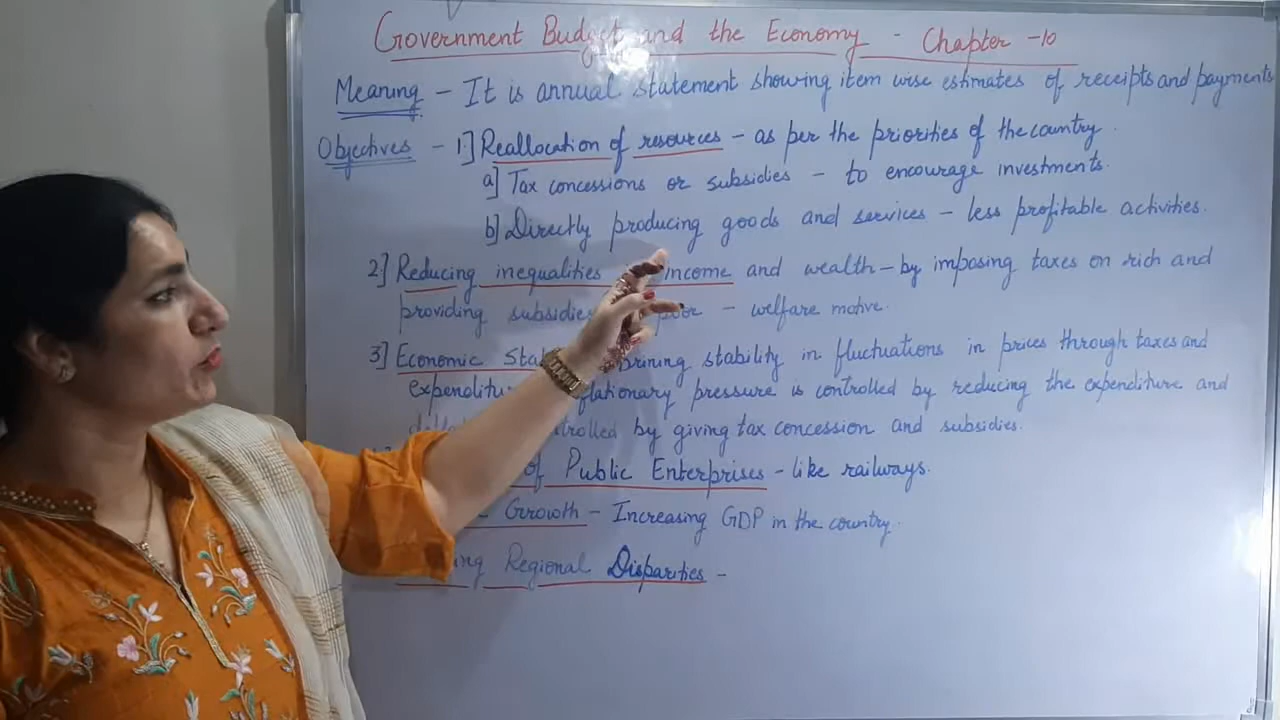 Government Budget and the Economy - Chapter -10
Meaning - It is annual statement showing item wise estimates of receipts and payments
Objectives - 1] Reallocation of resources - as per the priorities of the country.
a] Tax concessions or subsidies - to encourage investments.
b] Directly producing goods and services - less profitable activities.
2] Reducing inequalities income and wealth - by imposing taxes on rich and
providing subsidies poor - welfare motive.
3] Economic brining stability in fluctuations in prices through taxes and
pressure is controlled by reducing the expenditure and
by giving tax concession and subsidies.
of Public Enterprises - like railways.
Growth - Increasing GDP in the country.
Regional Disparities -